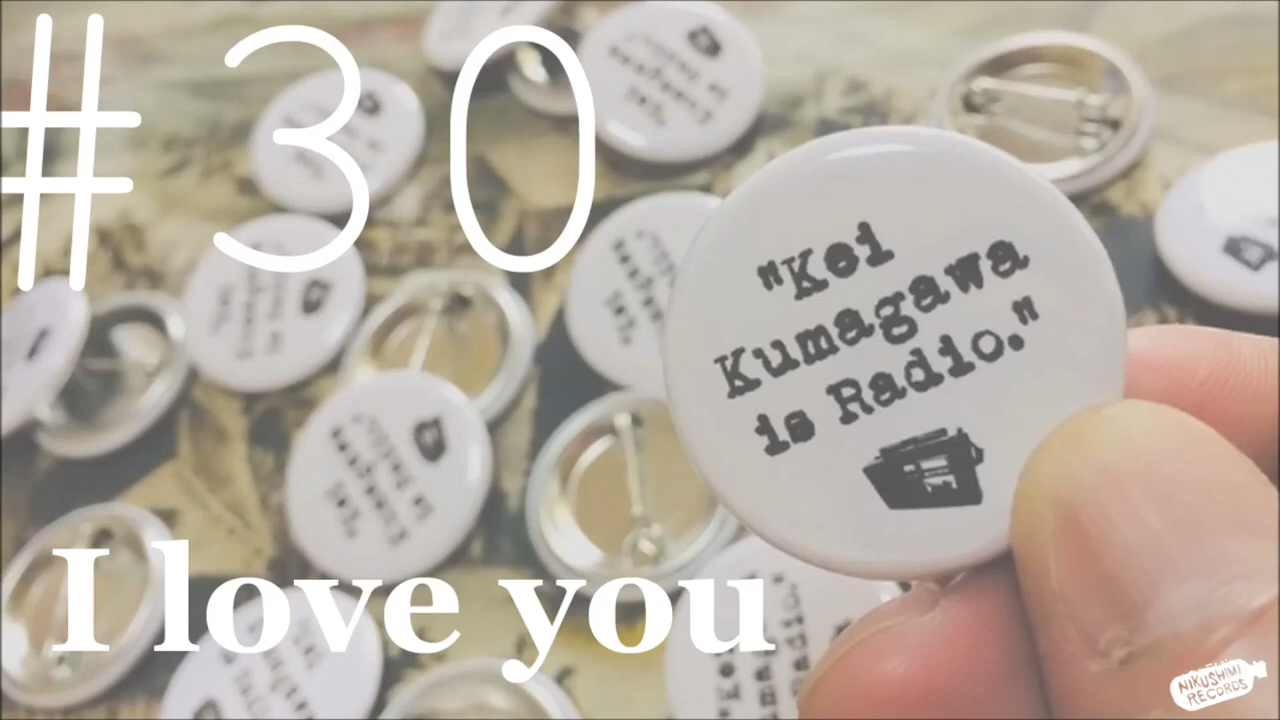 #30
"Kei
Kumagawa
is Radio."
I love you
NIKUSHIMI
RECORDS